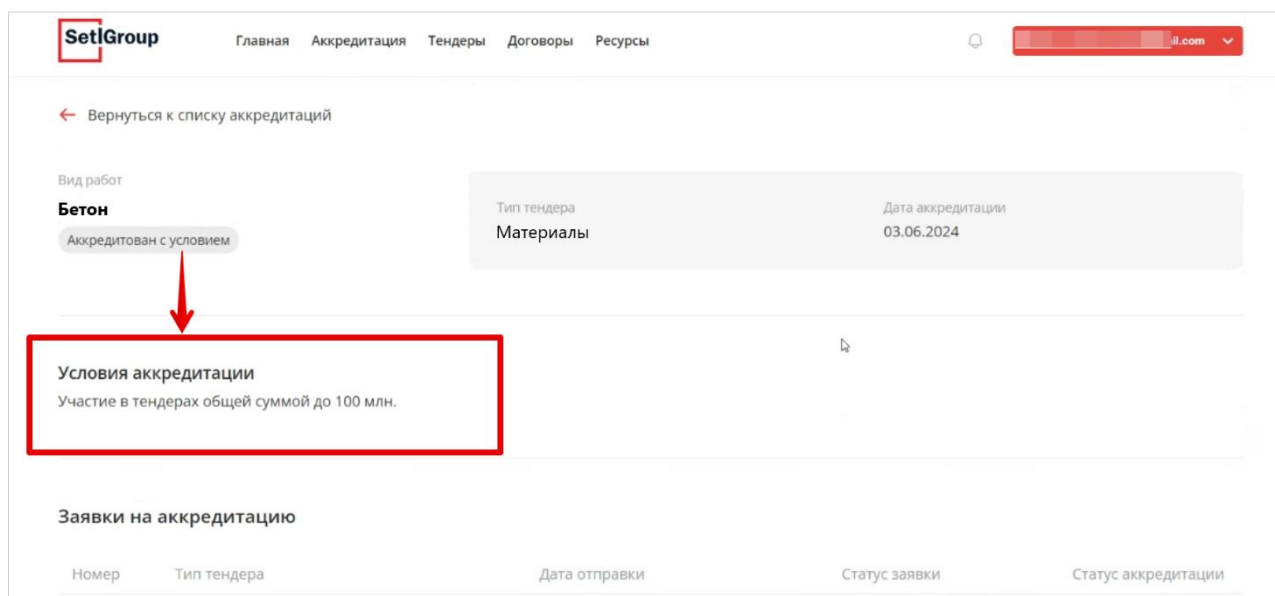 SetlGroup
Главная Аккредитация Тендеры Договоры Ресурсы
il.com
Вернуться к списку аккредитаций
Вид работ
Бетон
Аккредитован с условием
Тип тендера Дата аккредитации
Материалы 03.06.2024
Условия аккредитации
Участие в тендерах общей суммой до 100 млн.
Заявки на аккредитацию
Номер Тип тендера Дата отправки Статус заявки Статус аккредитации